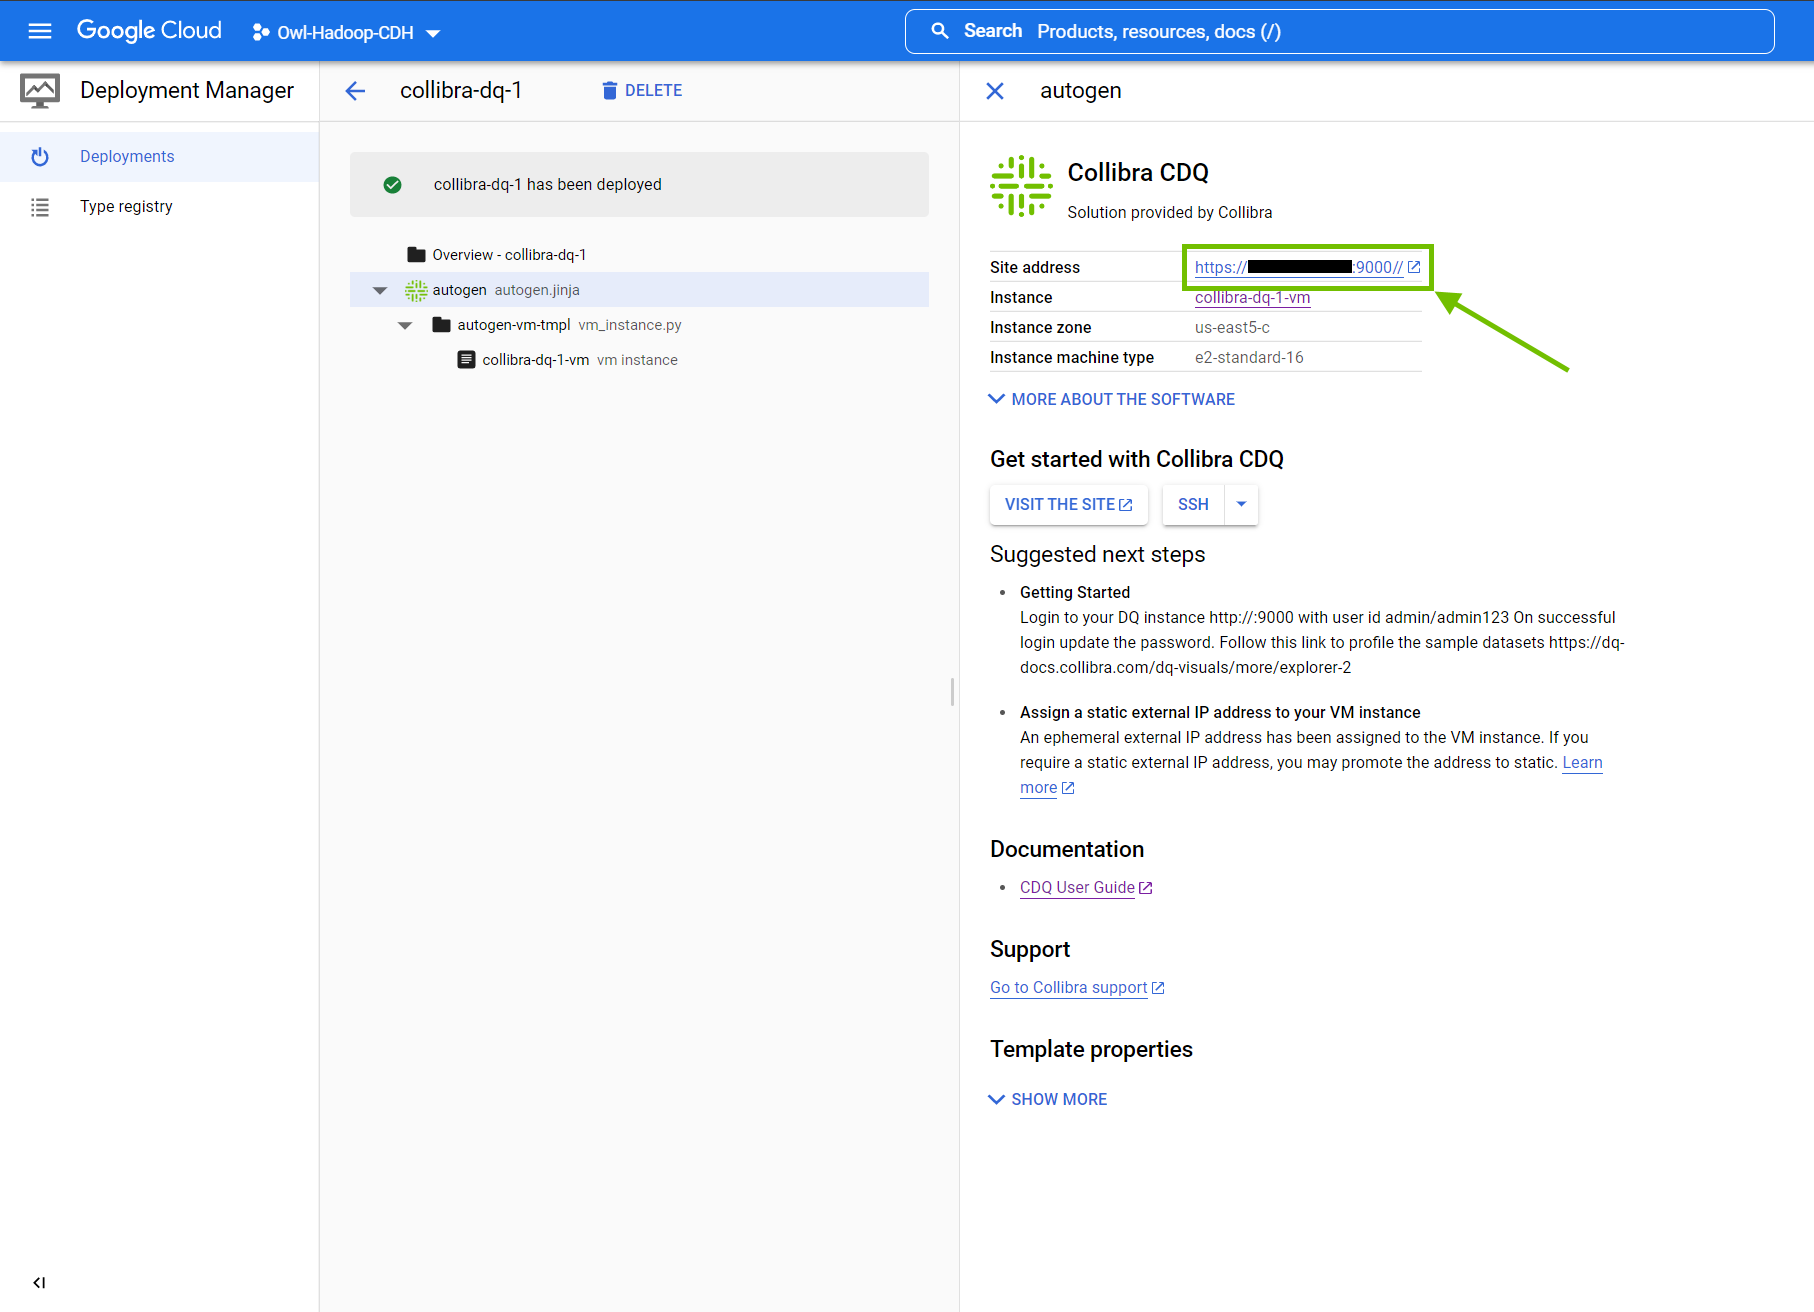 Google Cloud
Owl-Hadoop-CDH
Search Products, resources, docs (/)
Deployment Manager
Deployments
Type registry
collibra-dq-1
DELETE
collibra-dq-1 has been deployed
Overview - collibra-dq-1
autogen autogen.jinja
autogen-vm-tmpl vm_instance.py
collibra-dq-1-vm vm instance
autogen
Collibra CDQ
Solution provided by Collibra
Site address https:// :9000//
Instance collibra-dq-1-vm
Instance zone us-east5-c
Instance machine type e2-standard-16
MORE ABOUT THE SOFTWARE
Get started with Collibra CDQ
VISIT THE SITE SSH
Suggested next steps
• Getting Started
Login to your DQ instance http://:9000 with user id admin/admin123 On successful
login update the password. Follow this link to profile the sample datasets https://dq-
docs.collibra.com/dq-visuals/more/explorer-2
• Assign a static external IP address to your VM instance
An ephemeral external IP address has been assigned to the VM instance. If you
require a static external IP address, you may promote the address to static. Learn
more
Documentation
• CDQ User Guide
Support
Go to Collibra support
Template properties
SHOW MORE